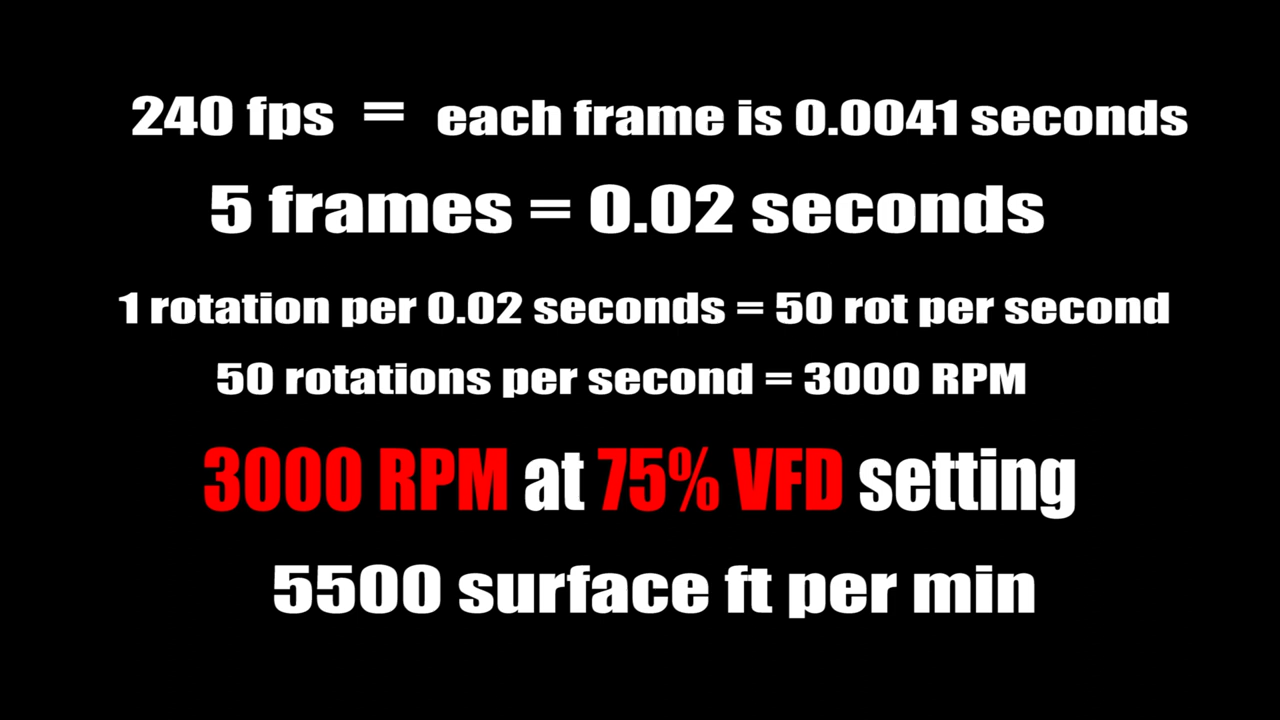 240 fps = each frame is 0.0041 seconds
5 frames = 0.02 seconds
1 rotation per 0.02 seconds = 50 rot per second
50 rotations per second = 3000 RPM
3000 RPM at 75% VFD setting
5500 surface ft per min